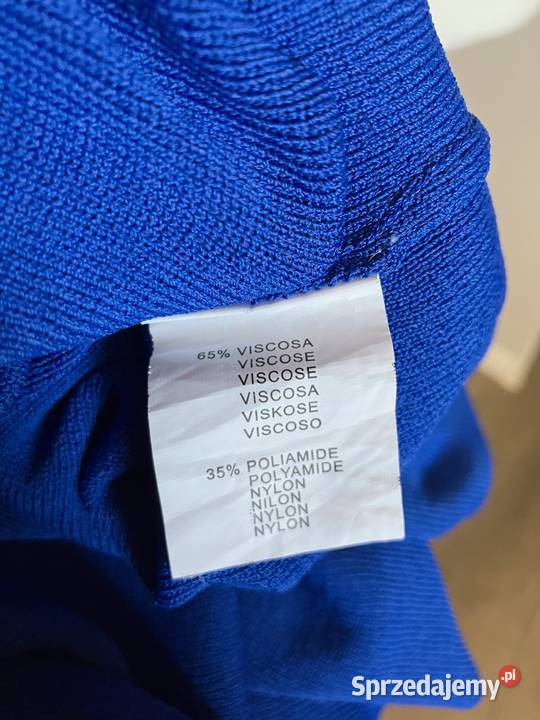 65% VISCOSA
VISCOSE
VISCOSE
VISCOSA
VISKOSE
VISCOSO
35% POLIAMIDE
POLYAMIDE
NYLON
NILON
NYLON
NYLON
Sprzedajemy.pl